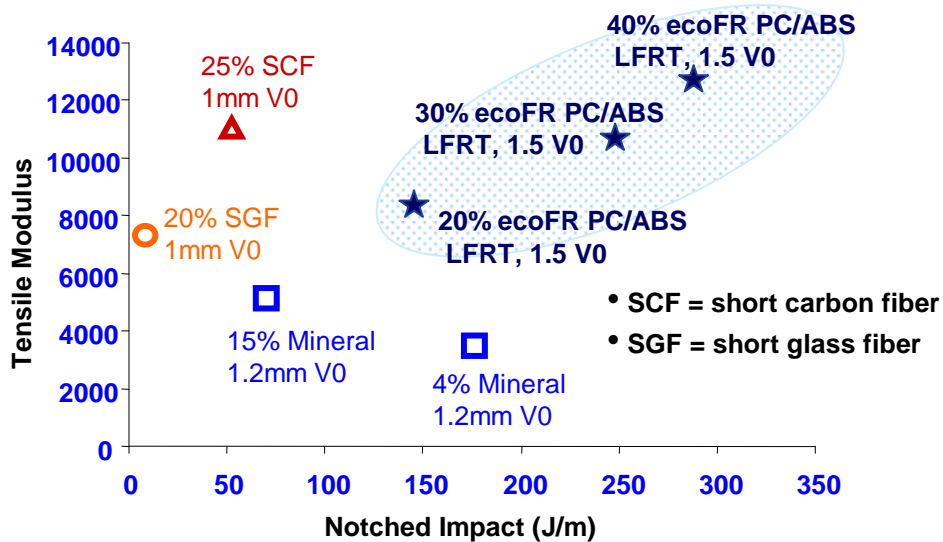 40% ecoFR PC/ABS
LFRT, 1.5 V0
14000
25% SCF
1mm V0
12000
30% ecoFR PC/ABS
LFRT, 1.5 V0
10000
8000
20% SGF
1mm V0
20% ecoFR PC/ABS
LFRT, 1.5 V0
6000
• SCF = short carbon fiber
• SGF = short glass fiber
4000
15% Mineral
1.2mm V0
4% Mineral
1.2mm V0
2000
0
Tensile Modulus
0 50 100 150 200 250 300 350
Notched Impact (J/m)